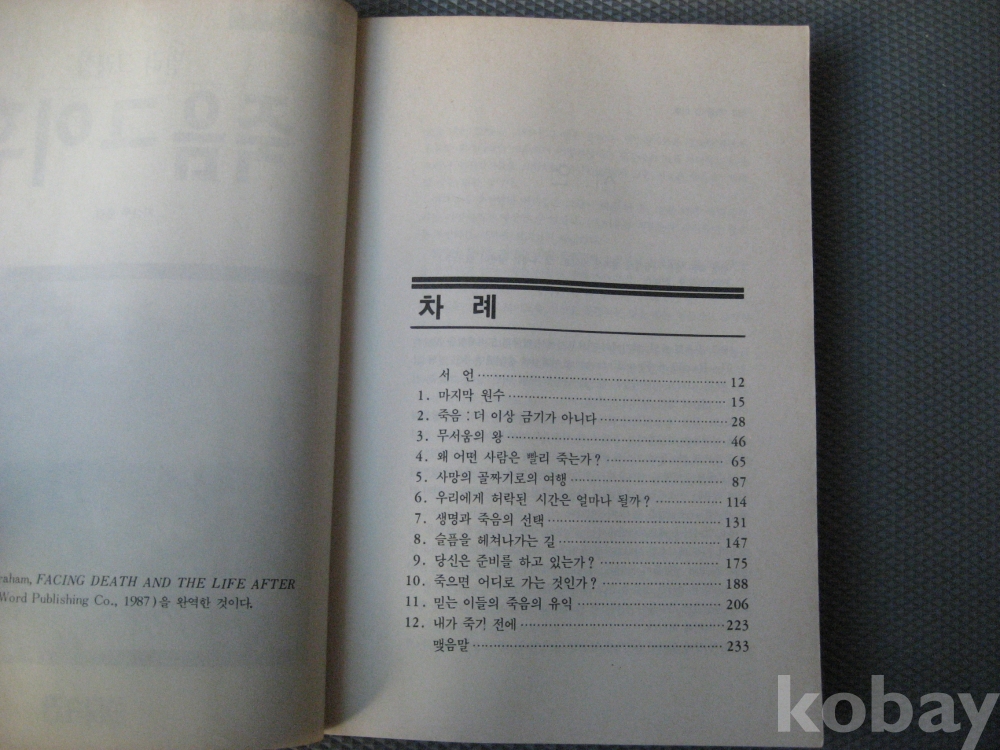 raham, FACING DEATH AND THE LIFE AFTER
Word Publishing Co., 1987)을 완역한 것이다.
차 례
서 언 12
1. 마지막 원수 15
2. 죽음 : 더 이상 금기가 아니다 28
3. 무서움의 왕 46
4. 왜 어떤 사람은 빨리 죽는가? 65
5. 사망의 골짜기로의 여행 87
6. 우리에게 허락된 시간은 얼마나 될까? 114
7. 생명과 죽음의 선택 131
8. 슬픔을 헤쳐나가는 길 147
9. 당신은 준비를 하고 있는가? 175
10. 죽으면 어디로 가는 것인가? 188
11. 믿는 이들의 죽음의 유익 206
12. 내가 죽기 전에 223
맺음말 233
kobay